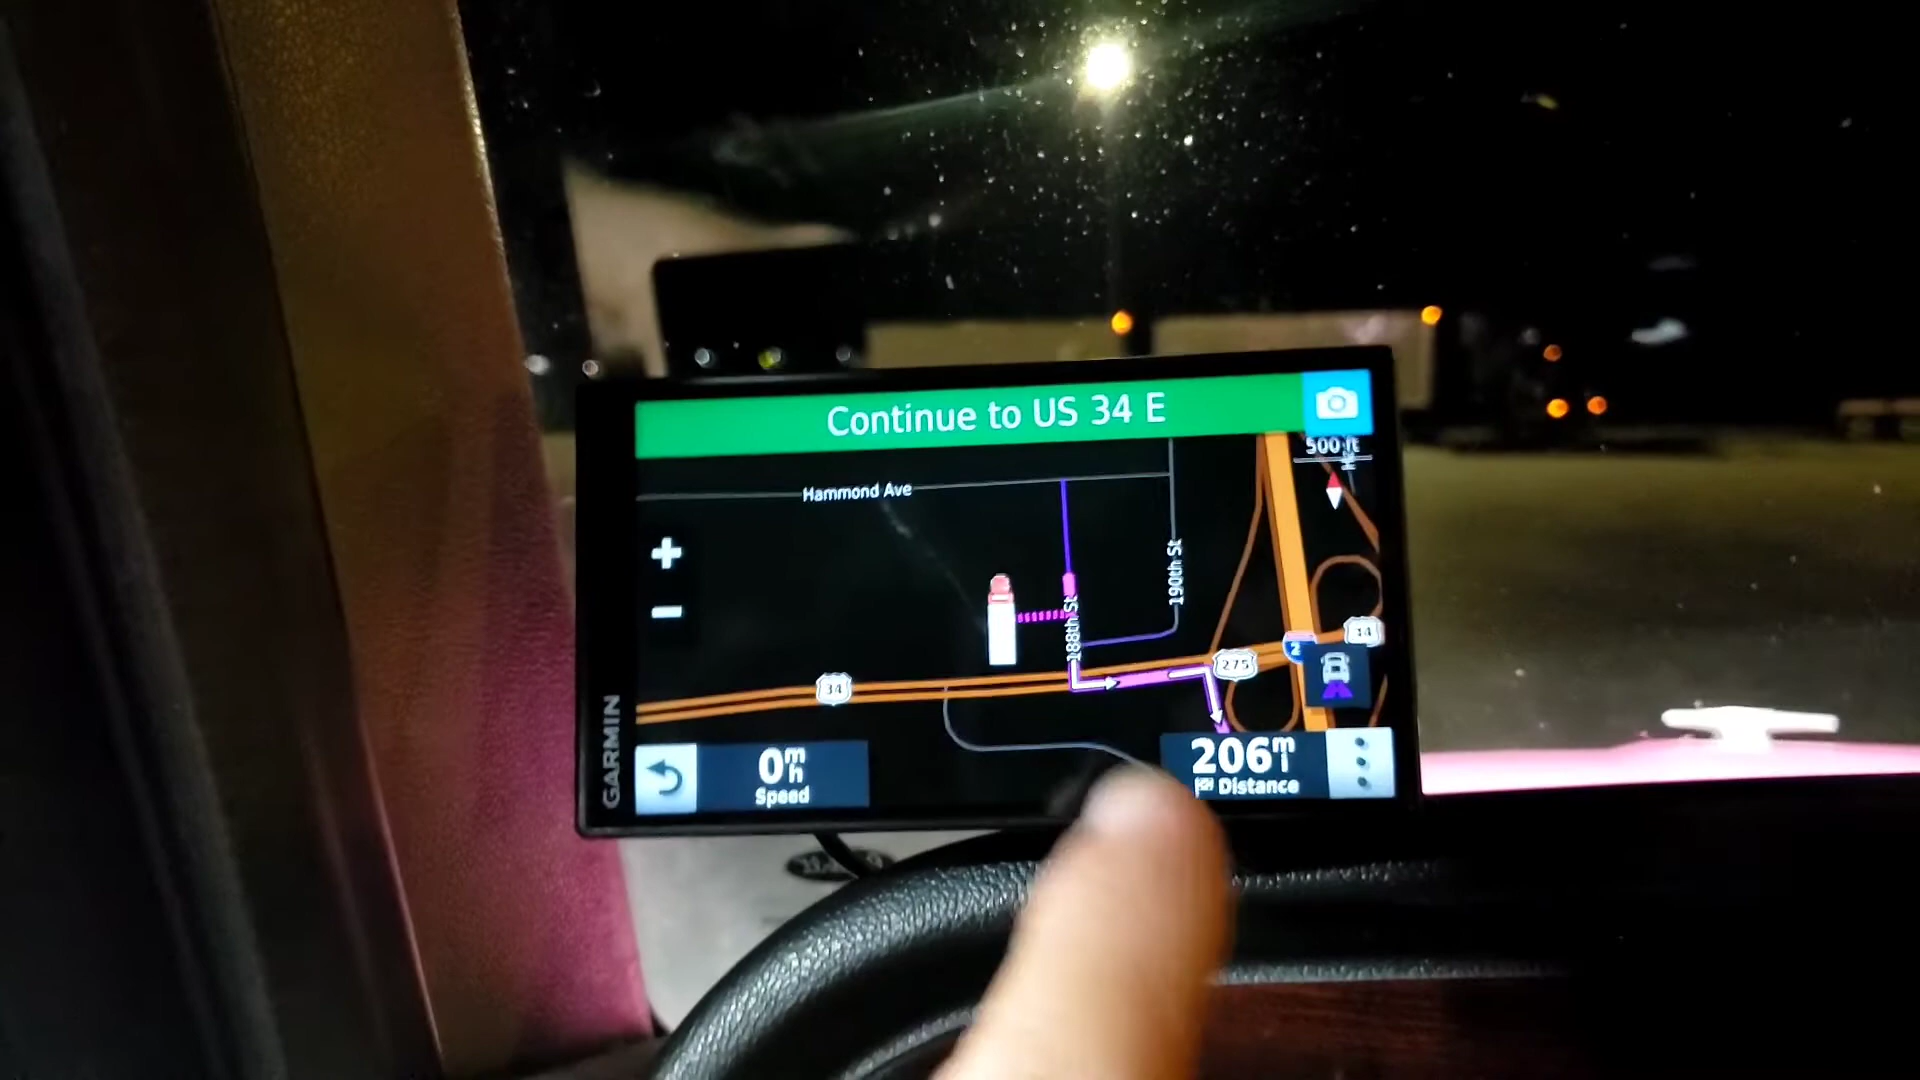 Continue to US 34 E
500 ft
Hammond Ave
190th St
188th St
34
275
2
34
0 mh
Speed
206 mi
Distance
GARMIN